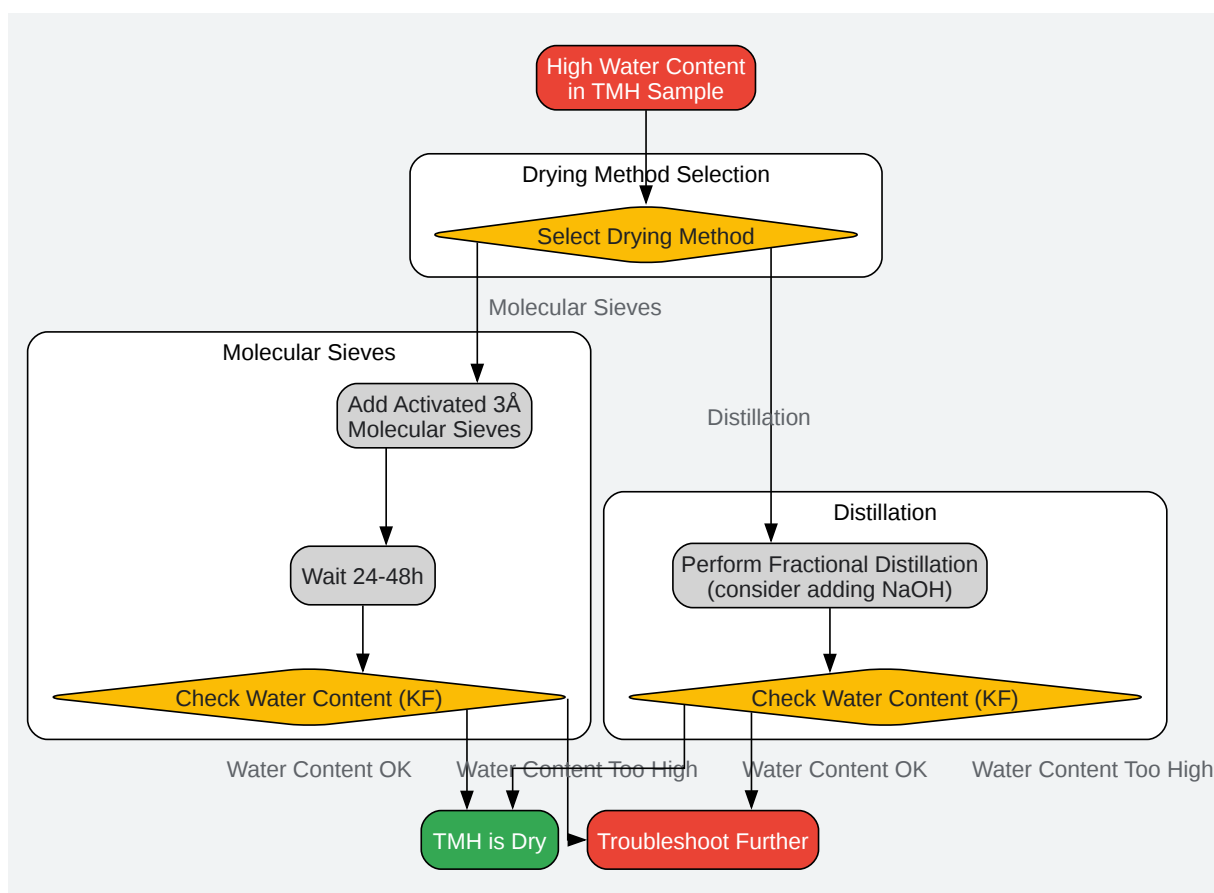 High Water Content
in TMH Sample
Drying Method Selection
Select Drying Method
Molecular Sieves
Molecular Sieves
Add Activated 3Å
Molecular Sieves
Distillation
Distillation
Wait 24-48h
Perform Fractional Distillation
(consider adding NaOH)
Check Water Content (KF)
Check Water Content (KF)
Water Content OK
Water Content Too High
Water Content OK
Water Content Too High
TMH is Dry
Troubleshoot Further